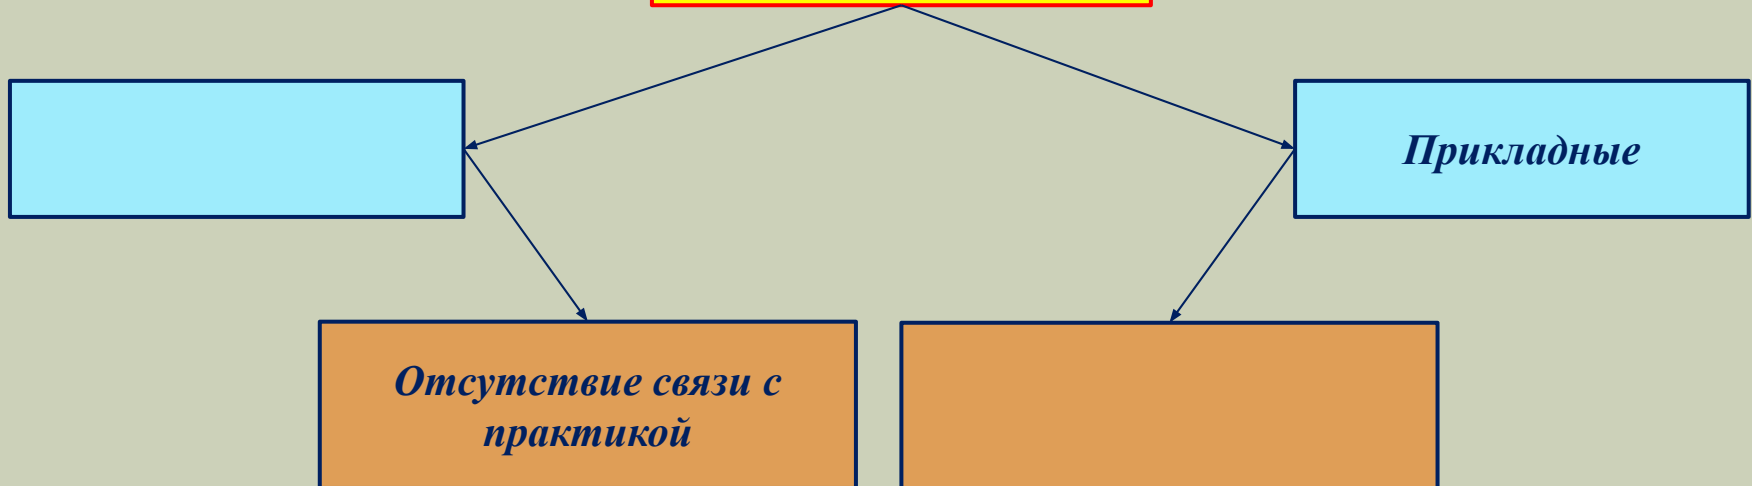 Прикладные
Отсутствие связи с
практикой